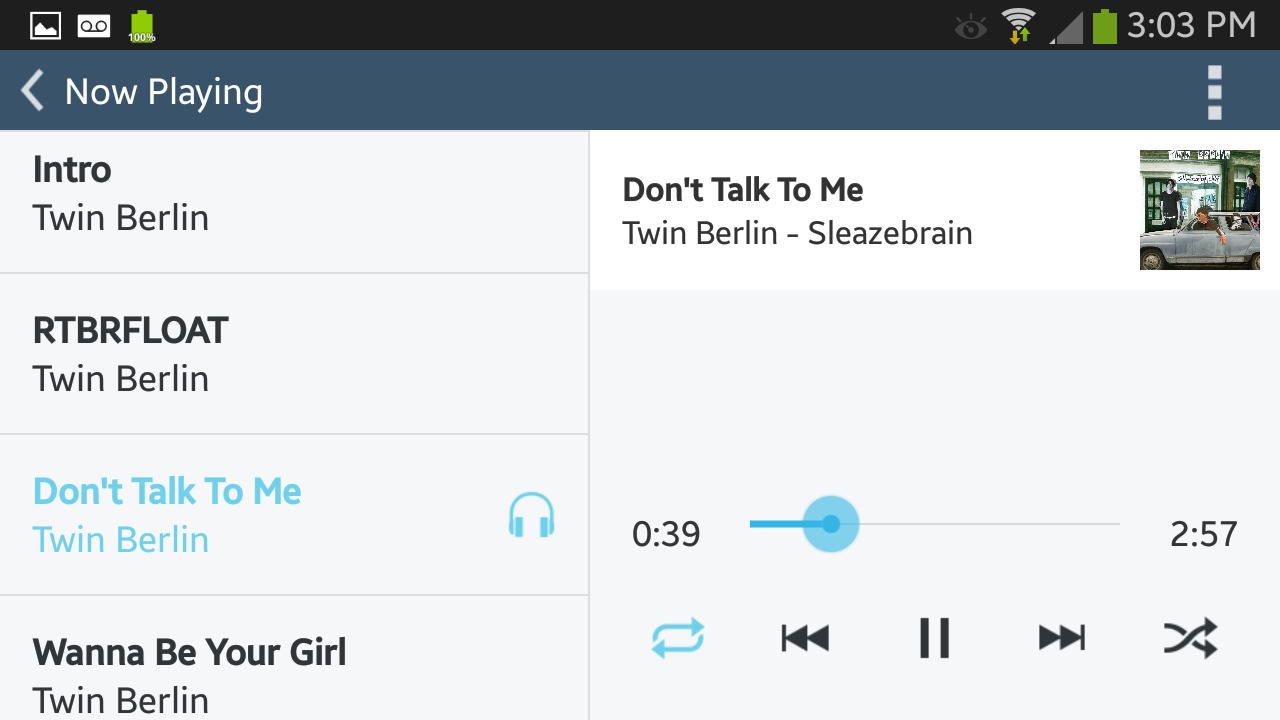 100%
3:03 PM
Now Playing
Intro
Twin Berlin
RTBRFLOAT
Twin Berlin
Don't Talk To Me
Twin Berlin
Wanna Be Your Girl
Twin Berlin
Don't Talk To Me
Twin Berlin - Sleazebrain
0:39
2:57